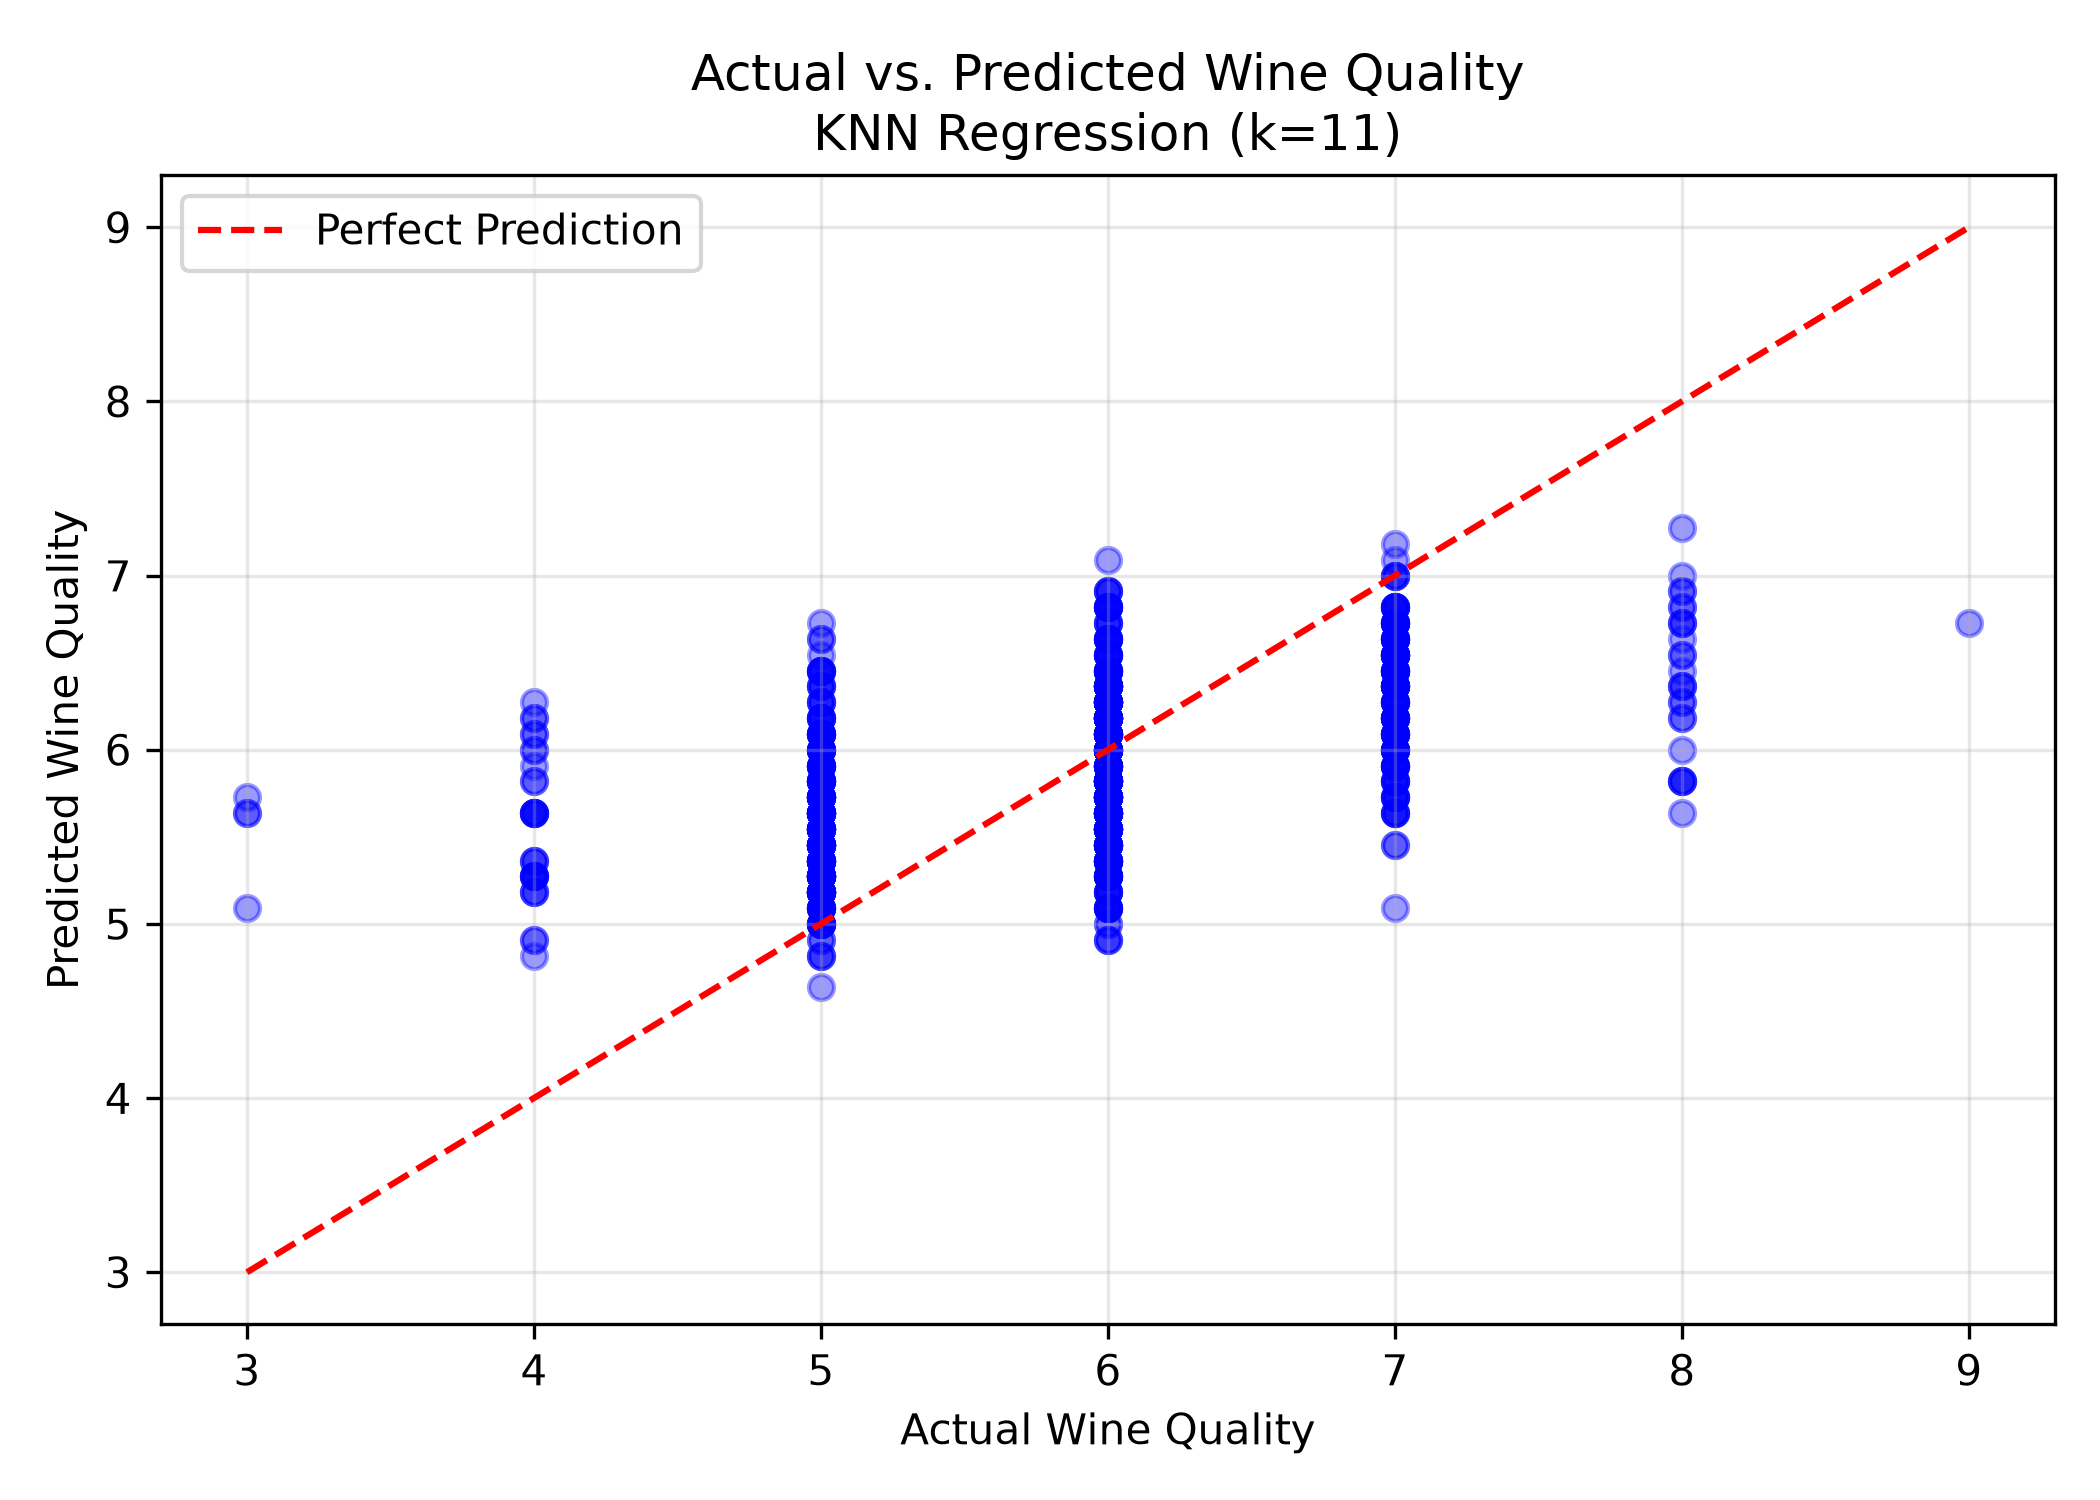 Actual vs. Predicted Wine Quality
KNN Regression (k=11)
Perfect Prediction
9
8
7
6
5
4
3
Predicted Wine Quality
3 4 5 6 7 8 9
Actual Wine Quality